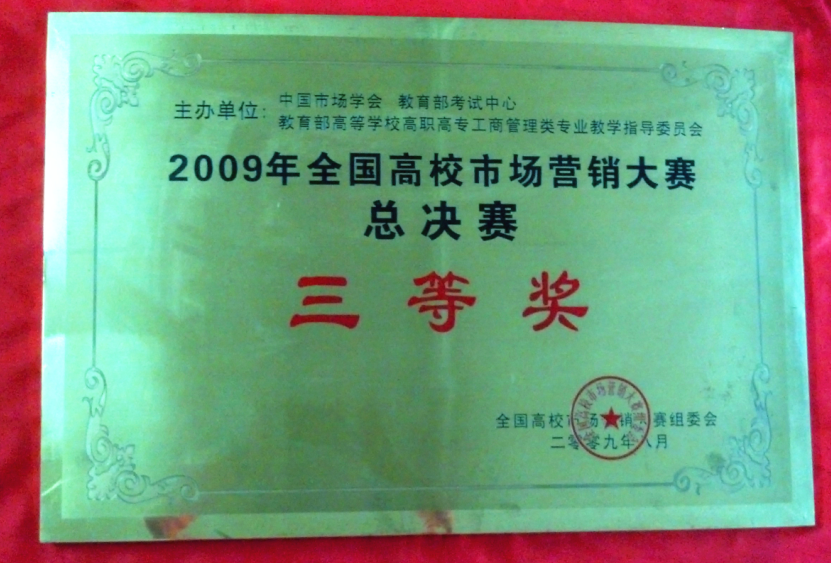 主办单位：中国市场学会 教育部考试中心
教育部高等学校高职高专工商管理类专业教学指导委员会
2009年全国高校市场营销大赛
总决赛
三等奖
全国高校市场营销大赛组委会
二〇〇九年八月